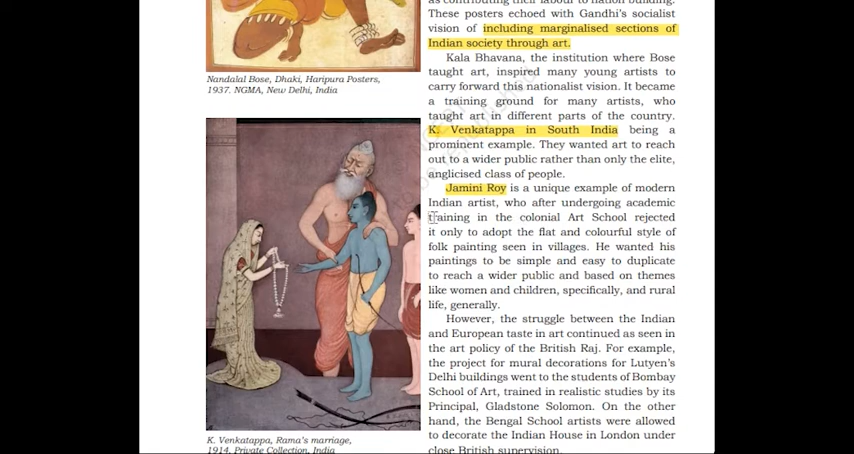 Nandalal Bose, Dhaki, Haripura Posters,
1937. NGMA, New Delhi, India
K. Venkatappa, Rama's marriage,
1914. Private Collection, India
as contributing their labour to nation building.
These posters echoed with Gandhi's socialist
vision of including marginalised sections of
Indian society through art.
Kala Bhavana, the institution where Bose
taught art, inspired many young artists to
carry forward this nationalist vision. It became
a training ground for many artists, who
taught art in different parts of the country.
K. Venkatappa in South India being a
prominent example. They wanted art to reach
out to a wider public rather than only the elite,
anglicised class of people.
Jamini Roy is a unique example of modern
Indian artist, who after undergoing academic
training in the colonial Art School rejected
it only to adopt the flat and colourful style of
folk painting seen in villages. He wanted his
paintings to be simple and easy to duplicate
to reach a wider public and based on themes
like women and children, specifically, and rural
life, generally.
However, the struggle between the Indian
and European taste in art continued as seen in
the art policy of the British Raj. For example,
the project for mural decorations for Lutyen's
Delhi buildings went to the students of Bombay
School of Art, trained in realistic studies by its
Principal, Gladstone Solomon. On the other
hand, the Bengal School artists were allowed
to decorate the Indian House in London under
close British supervision.